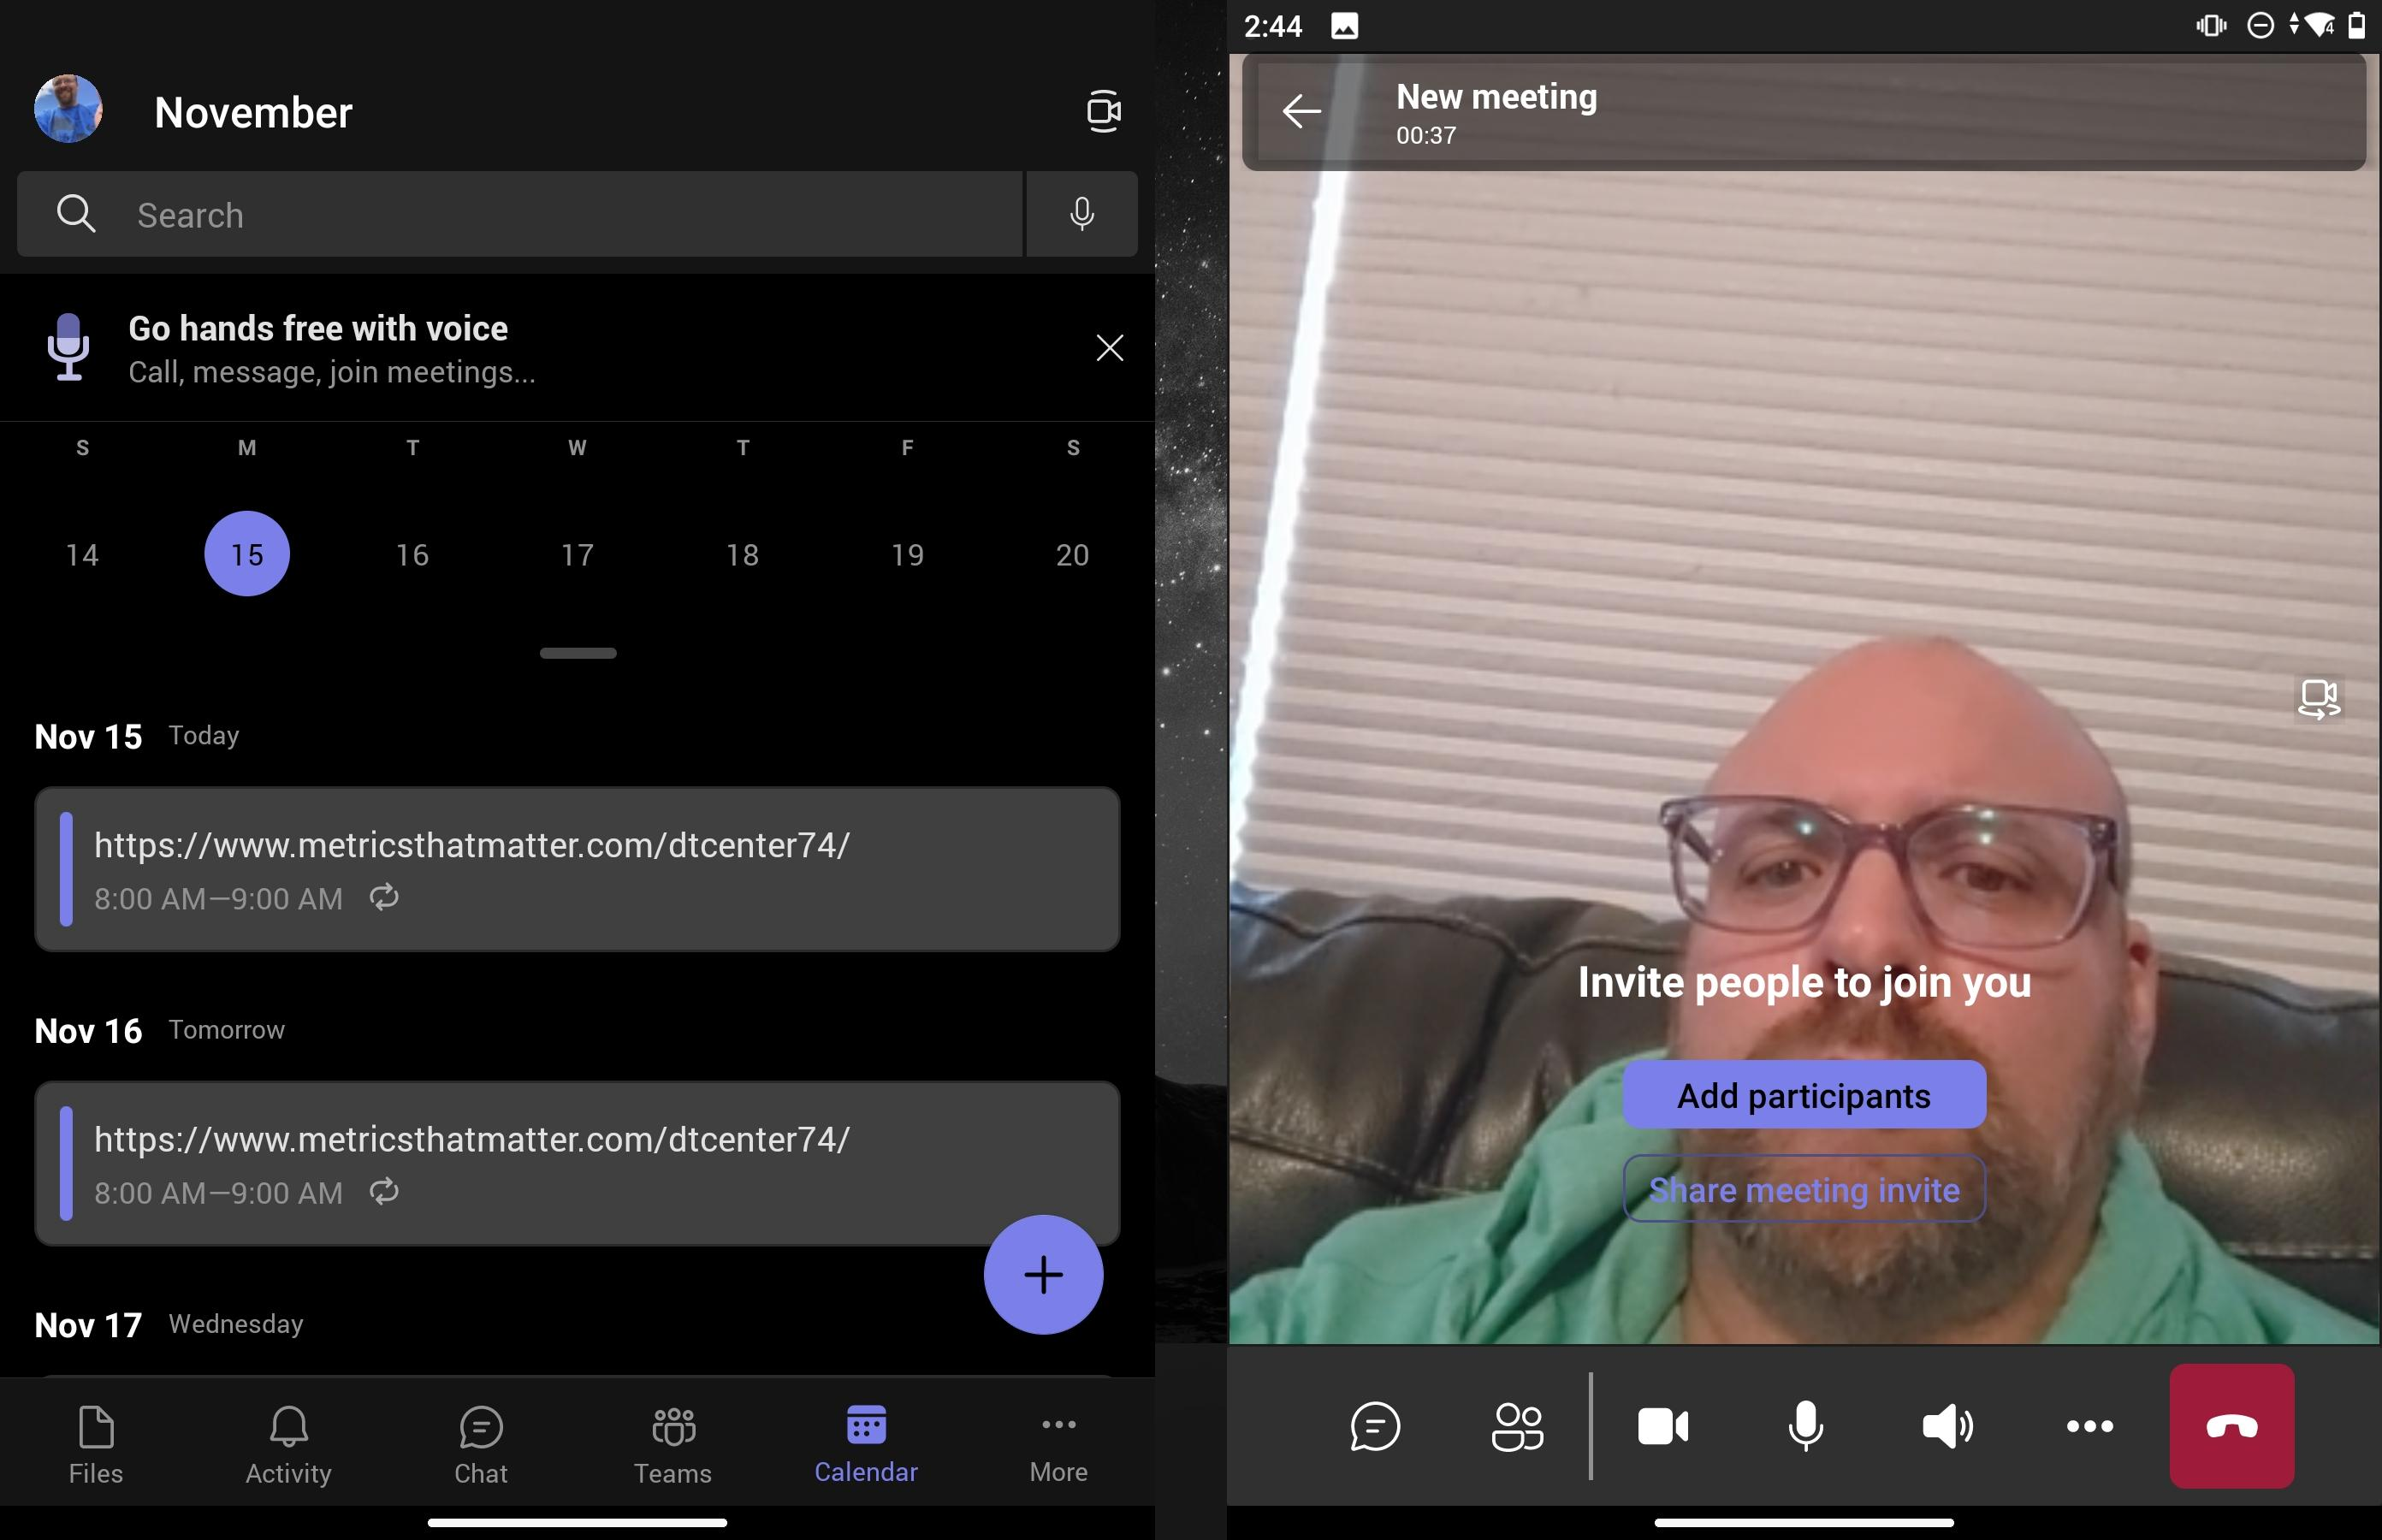 November
Search
Go hands free with voice
Call, message, join meetings...
S M T W T F S
14 15 16 17 18 19 20
Nov 15 Today
https://www.metricsthatmatter.com/dtcenter74/
8:00 AM—9:00 AM
Nov 16 Tomorrow
https://www.metricsthatmatter.com/dtcenter74/
8:00 AM—9:00 AM
Nov 17 Wednesday
Files Activity Chat Teams Calendar More
2:44
4
New meeting
00:37
Invite people to join you
Add participants
Share meeting invite